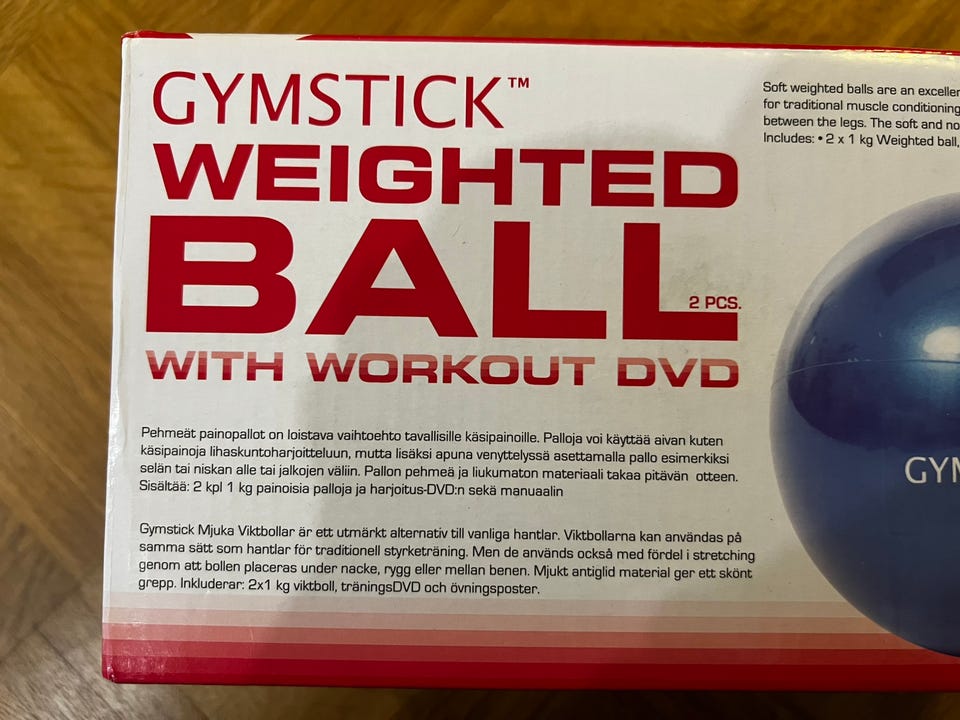 GYMSTICK™
WEIGHTED
BALL
2 PCS.
WITH WORKOUT DVD
Pehmeät painopallot on loistava vaihtoehto tavallisille käsipainoille. Palloja voi käyttää aivan kuten
käsipainoja lihaskuntoharjoitteluun, mutta lisäksi apuna venyttelyssä asettamalla pallo esimerkiksi
selän tai niskan alle tai jalkojen väliin. Pallon pehmeä ja liukumaton materiaali takaa pitävän otteen.
Sisältää: 2 kpl 1 kg painoisia palloja ja harjoitus-DVD:n sekä manuaalin
Gymstick Mjuka Viktbollar är ett utmärkt alternativ till vanliga hantlar. Viktbollarna kan användas på
samma sätt som hantlar för traditionell styrketräning. Men de används också med fördel i stretching
genom att bollen placeras under nacke, rygg eller mellan benen. Mjukt antiglid material ger ett skönt
grepp. Inkluderar: 2x1 kg viktboll, träningsDVD och övningsposter.
Soft weighted balls are an excellen
for traditional muscle conditioning
between the legs. The soft and no
Includes: • 2 x 1 kg Weighted ball,
GYM